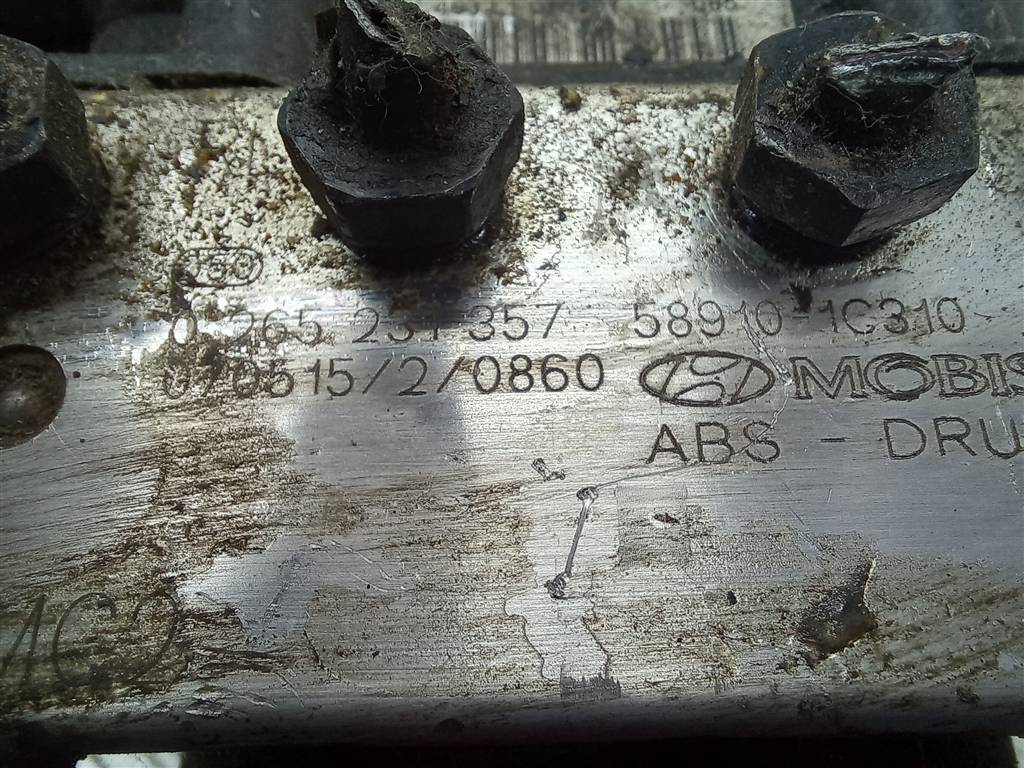 0 265 231 357 58910-1C310
070515/2/0860 MOBIS
ABS - DRU